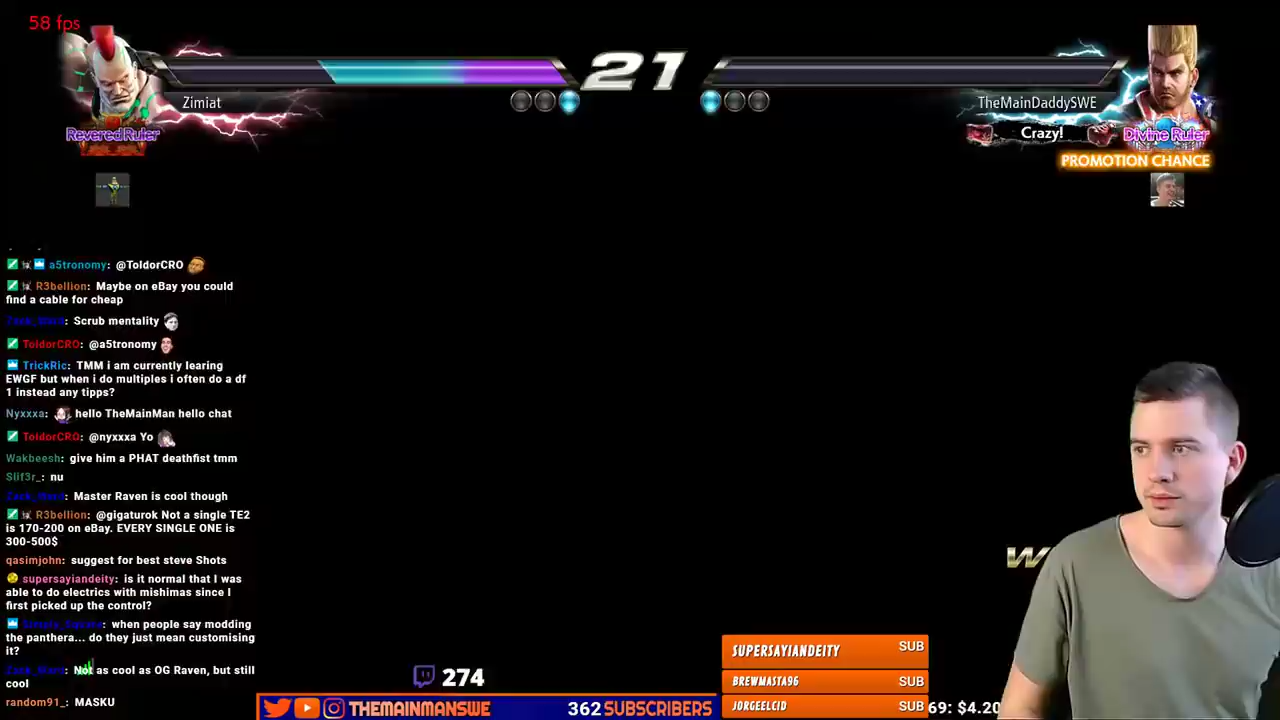 58 fps
21
Zimiat
TheMainDaddySWE
Revered Ruler
Crazy!
Divine Ruler
PROMOTION CHANCE
a5tronomy: @ToldorCRO
R3bellion: Maybe on eBay you could
find a cable for cheap
Zask_Ward: Scrub mentality
ToldorCRO: @a5tronomy
TrickRic: TMM i am currently learing
EWGF but when i do multiples i often do a df
1 instead any tipps?
Nyxxxa: hello TheMainMan hello chat
ToldorCRO: @nyxxxa Yo
Wakbeesh: give him a PHAT deathfist tmm
Slif3r_: nu
Master Raven is cool though
R3bellion: @gigaturok Not a single TE2
is 170-200 on eBay. EVERY SINGLE ONE is
300-500$
qasimjohn: suggest for best steve Shots
supersayiandeity: is it normal that I was
able to do electrics with mishimas since I
first picked up the control?
when people say modding
the panthera... do they just mean customising
it?
Not as cool as OG Raven, but still
cool
random91_: MASKU
W
274
SUPERSAYIANDEITY SUB
BREWMASTA96 SUB
JORGEELCID SUB
THEMAINMANSWE
362 SUBSCRIBERS
69: $4.20